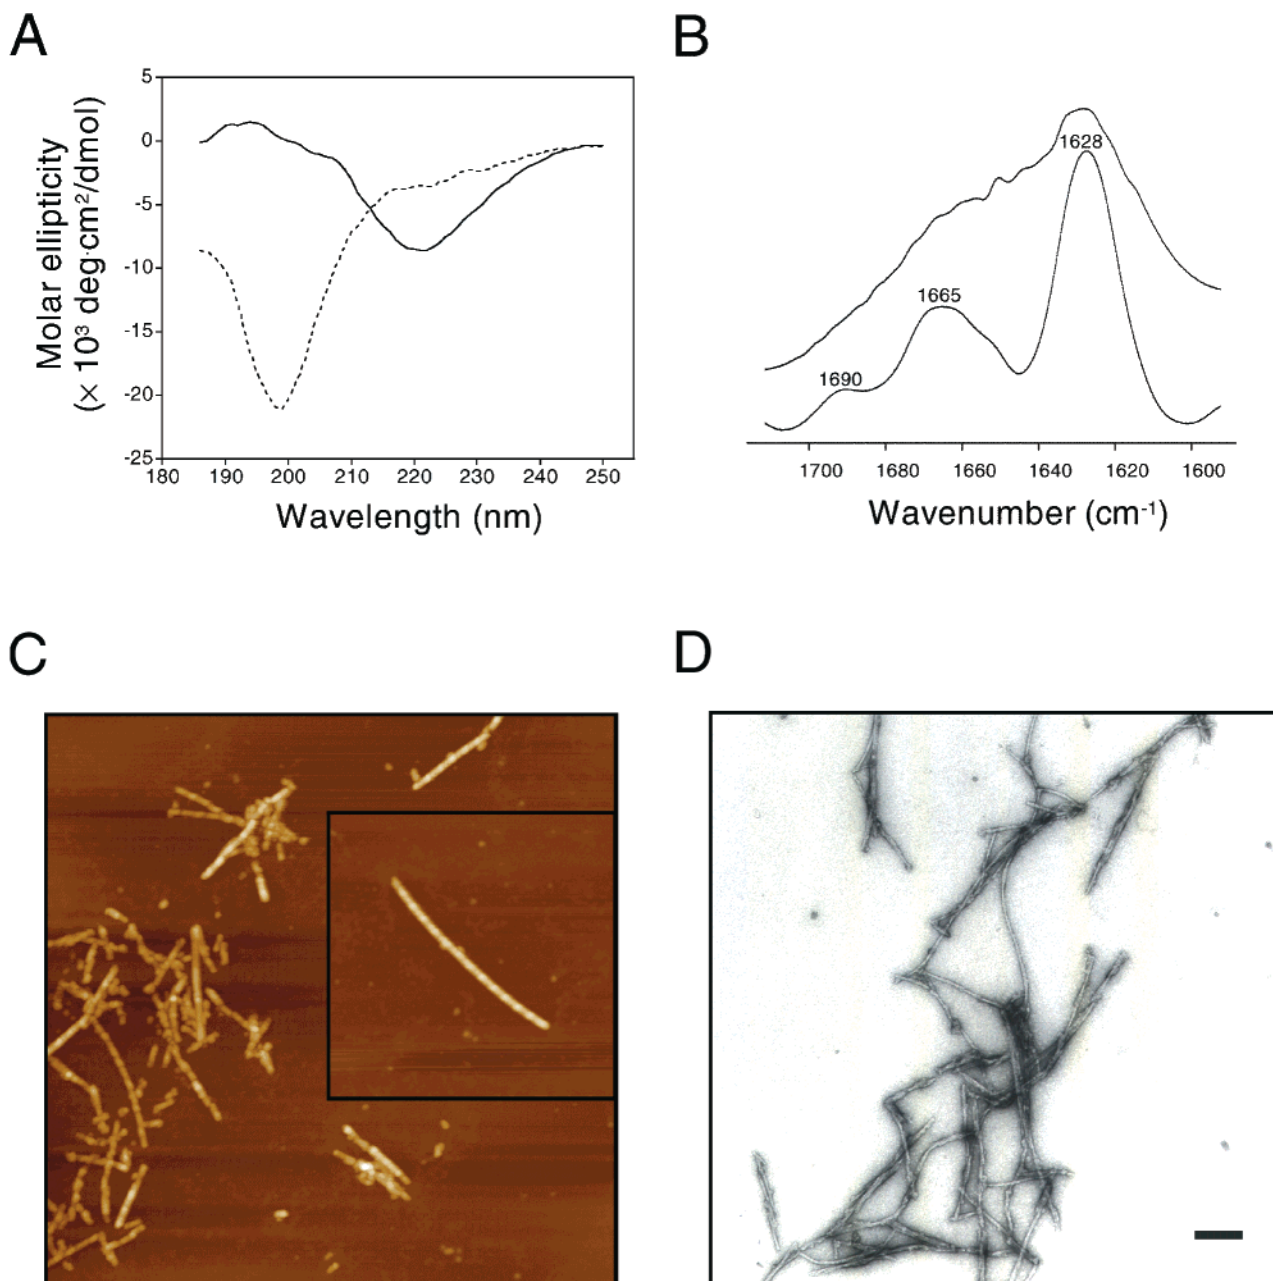 A
B
Molar ellipticity
(× 10³ deg·cm²/dmol)
5
0
-5
-10
-15
-20
-25
180 190 200 210 220 230 240 250
Wavelength (nm)
1628
1665
1690
1700 1680 1660 1640 1620 1600
Wavenumber (cm⁻¹)
C
D